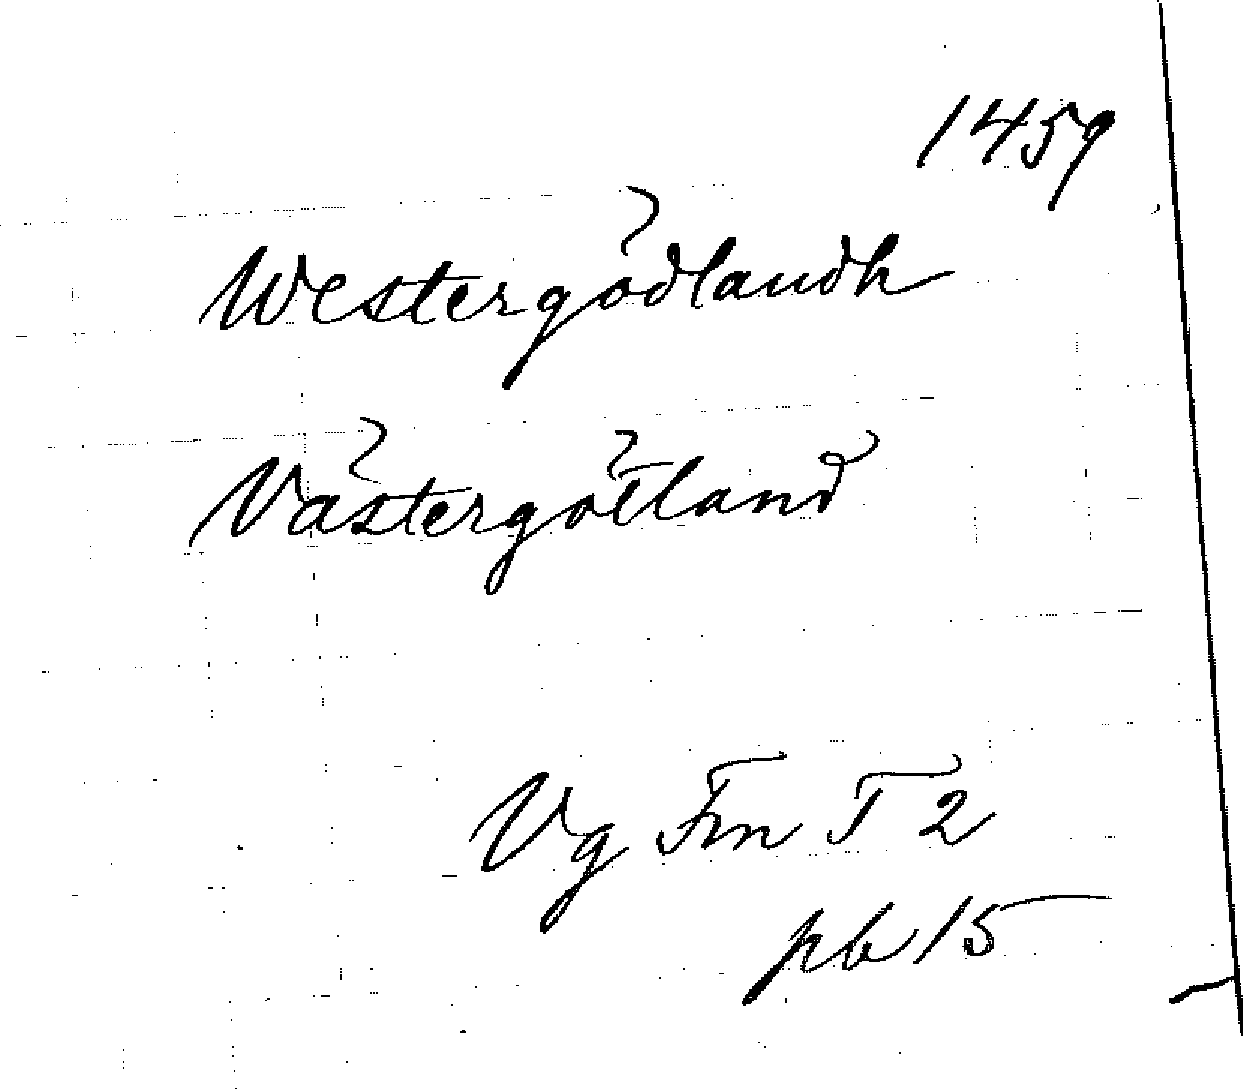 1459
Westergödlandh
Västergötland
Vg Fm T 2
pb 15